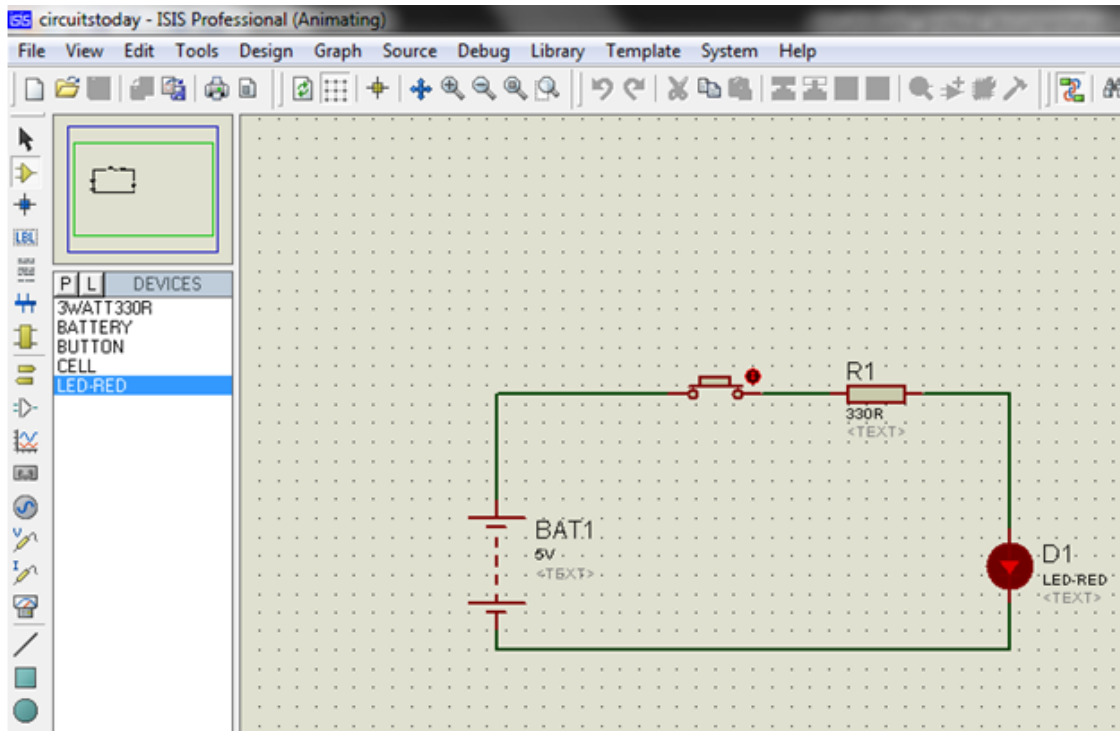 isis circuitstoday - ISIS Professional (Animating)
File View Edit Tools Design Graph Source Debug Library Template System Help
LBL
P L DEVICES
3WATT330R
BATTERY
BUTTON
CELL
LED-RED
R1
330R
<TEXT>
BAT1
5V
<TEXT>
D1
LED-RED
<TEXT>
V
I